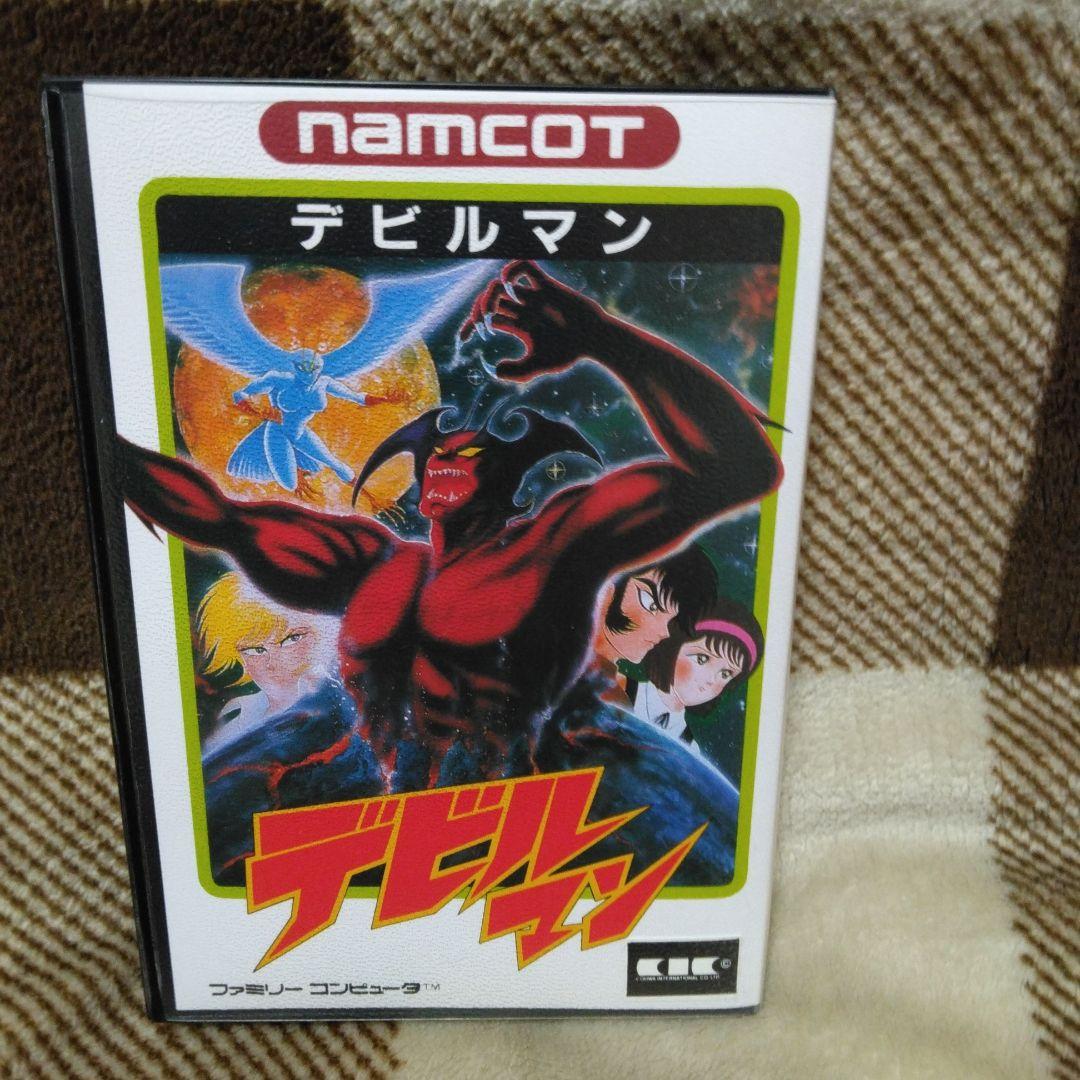 namcoT
デビルマン
デビル
マン
ファミリー コンピュータ™
CIC ©